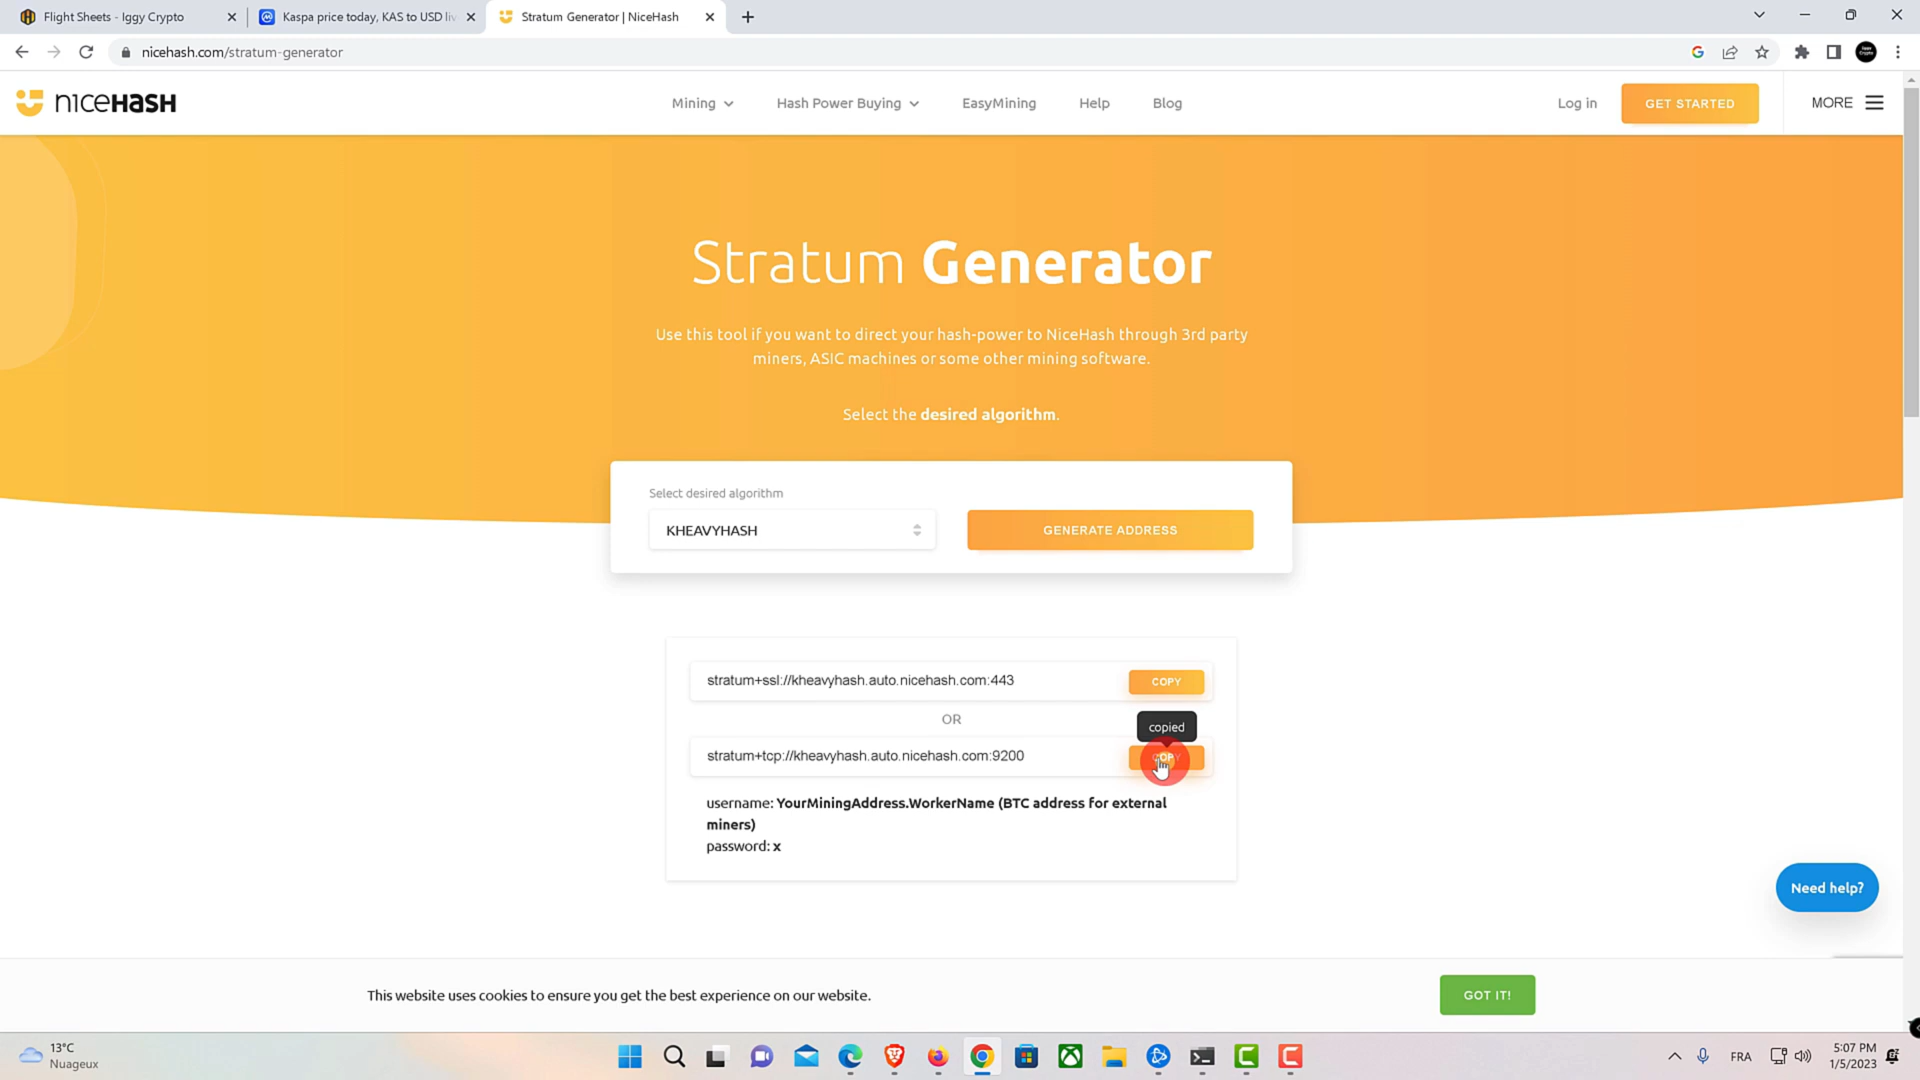 Flight Sheets - Iggy Crypto
Kaspa price today, KAS to USD liv
Stratum Generator | NiceHash
nicehash.com/stratum-generator
niceHASH
Mining
Hash Power Buying
EasyMining
Help
Blog
Log in
GET STARTED
MORE
Stratum Generator
Use this tool if you want to direct your hash-power to NiceHash through 3rd party
miners, ASIC machines or some other mining software.
Select the desired algorithm.
Select desired algorithm
KHEAVYHASH
GENERATE ADDRESS
stratum+ssl://kheavyhash.auto.nicehash.com:443
COPY
OR
copied
stratum+tcp://kheavyhash.auto.nicehash.com:9200
COPY
username: YourMiningAddress.WorkerName (BTC address for external
miners)
password: x
Need help?
This website uses cookies to ensure you get the best experience on our website.
GOT IT!
13°C
Nuageux
FRA
5:07 PM
1/5/2023